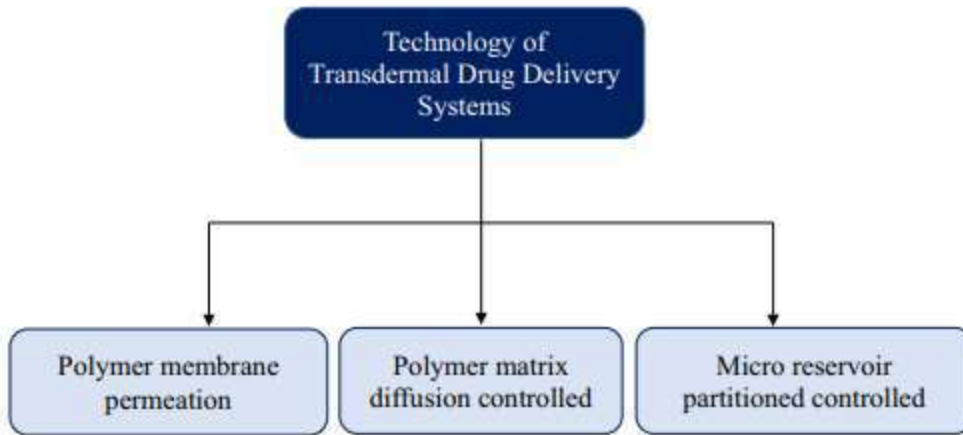 Technology of
Transdermal Drug Delivery
Systems
Polymer membrane
permeation
Polymer matrix
diffusion controlled
Micro reservoir
partitioned controlled